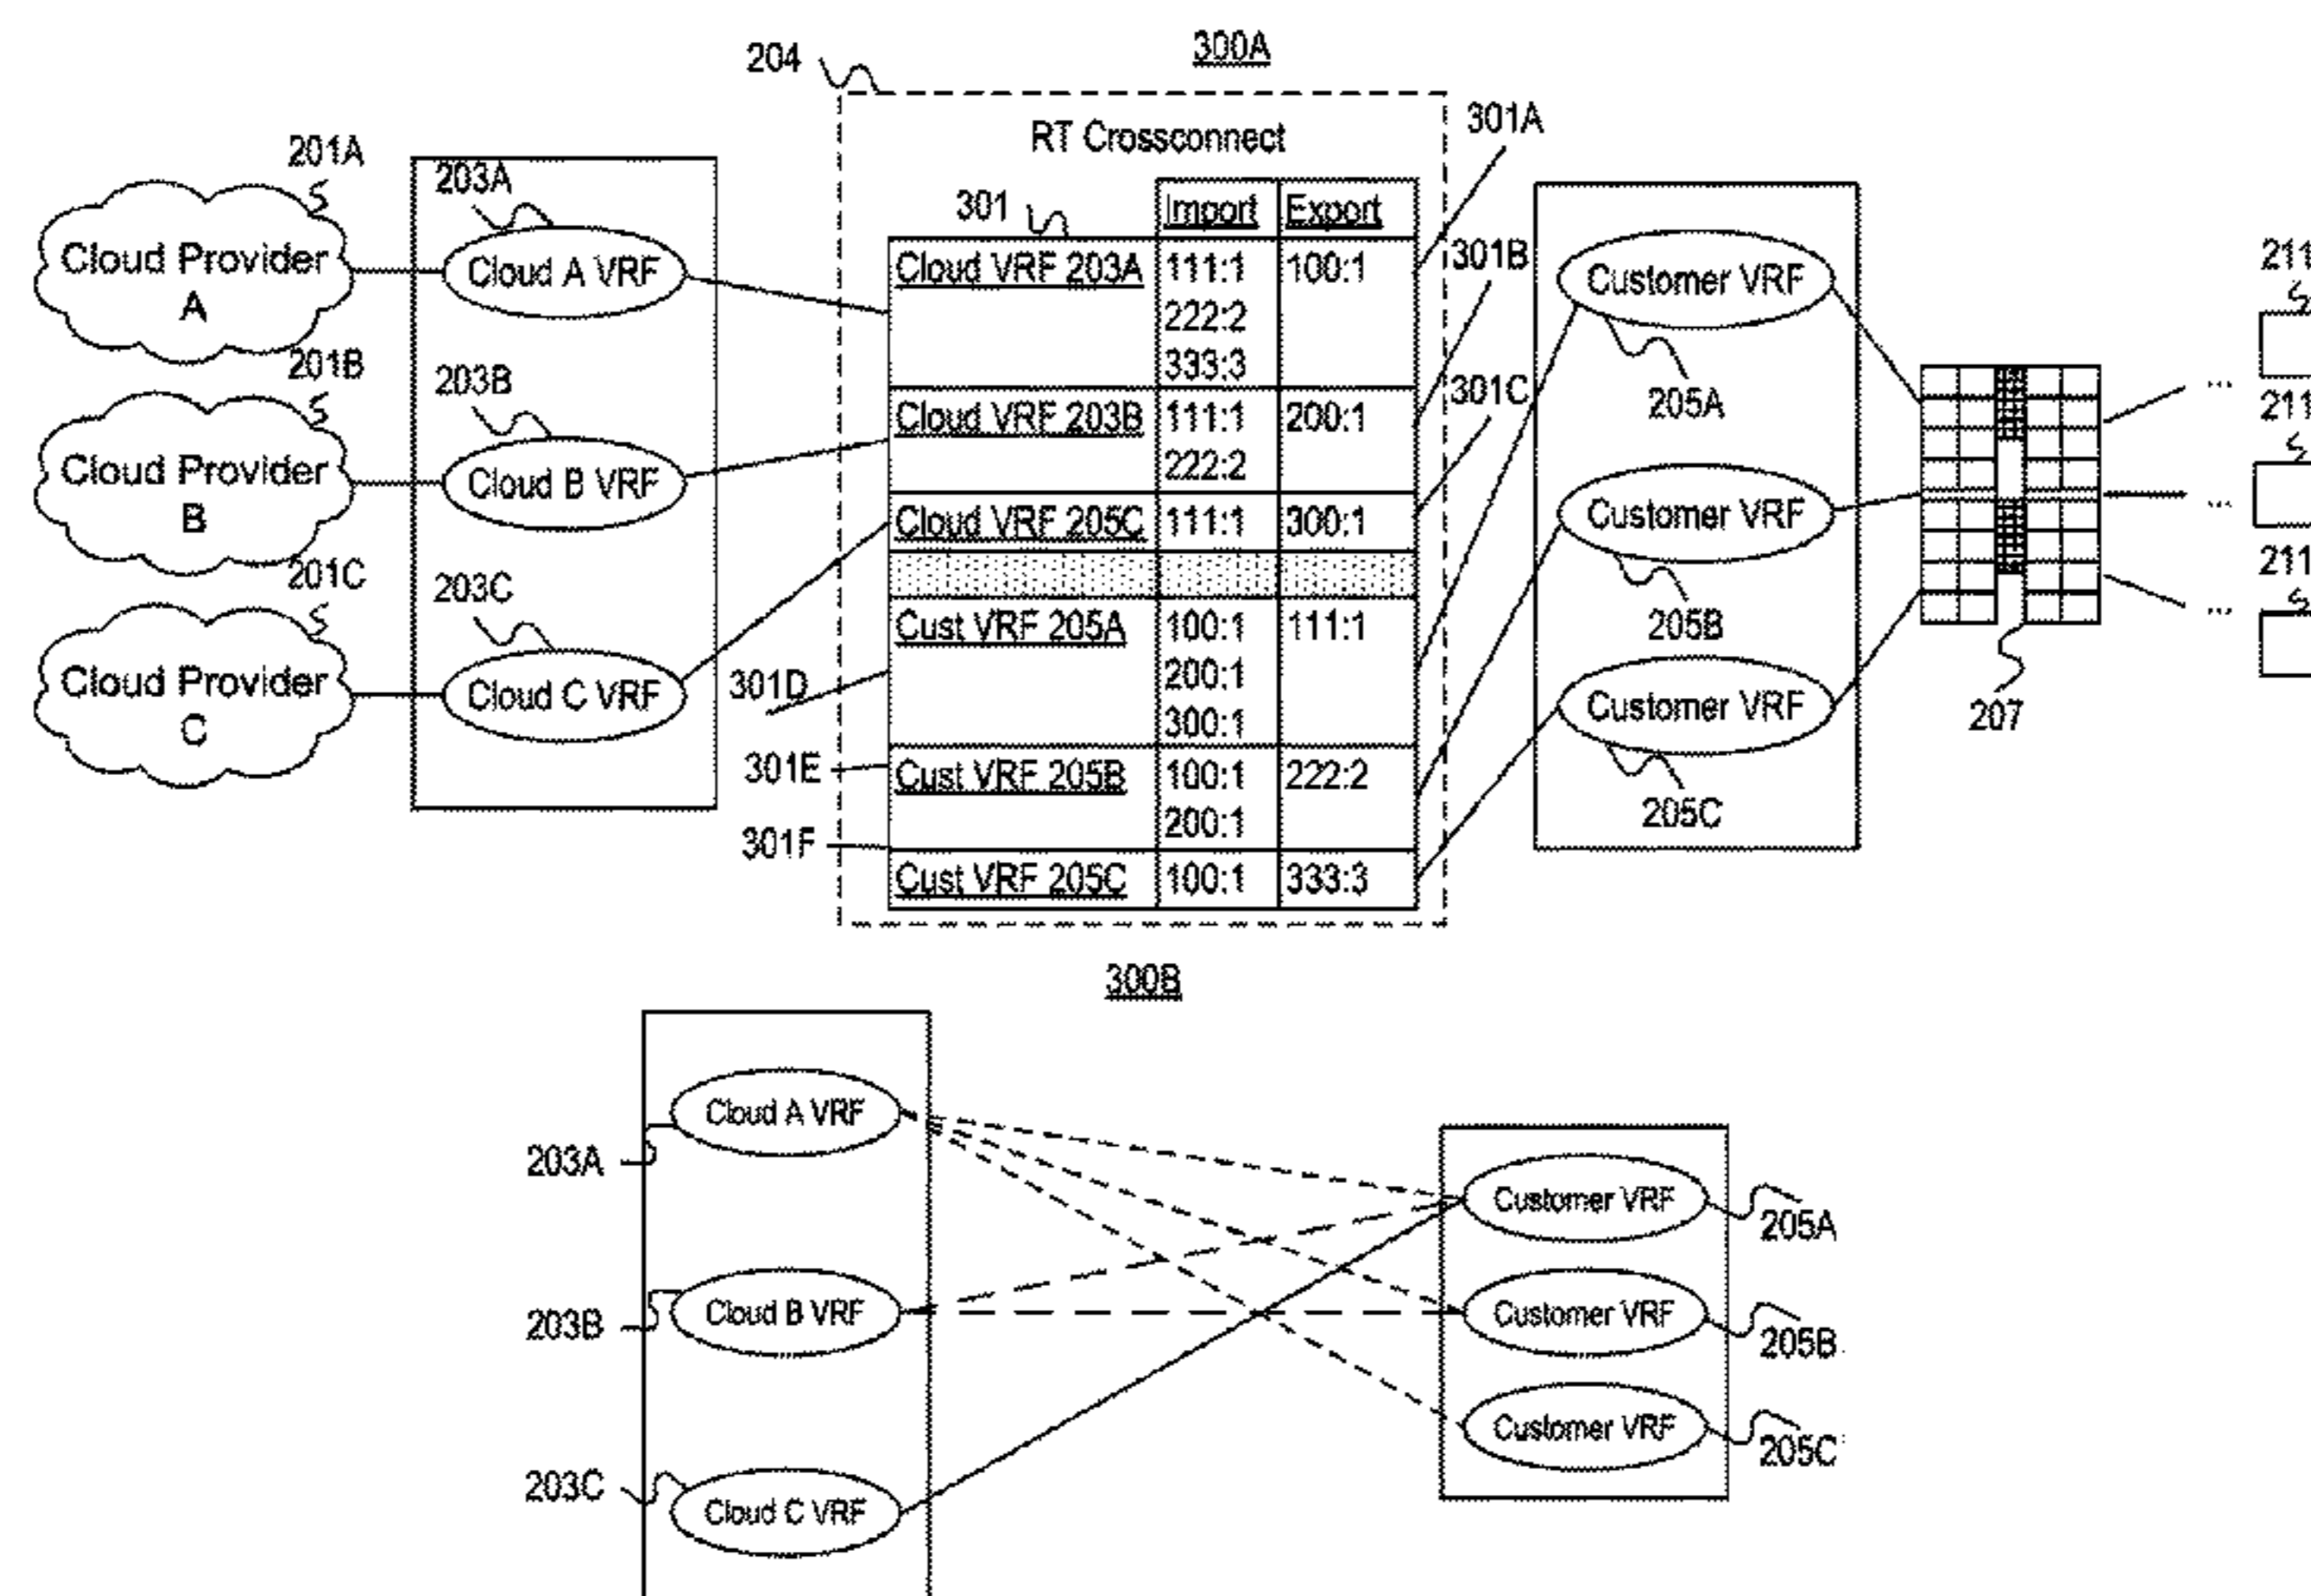 300A
204
RT Crossconnect
301A
201A
Cloud Provider
A
203A
Cloud A VRF
301
Import Export
Cloud VRF 203A 111:1 100:1
222:2
333:3
301B
Customer VRF
205A
211
201B
Cloud Provider
B
203B
Cloud B VRF
Cloud VRF 203B 111:1 200:1
222:2
301C
...
211
Cloud VRF 205C 111:1 300:1
Customer VRF
205B
...
211
201C
Cloud Provider
C
203C
Cloud C VRF
301D
Cust VRF 205A 100:1 111:1
200:1
300:1
Customer VRF
205C
...
207
301E
Cust VRF 205B 100:1 222:2
200:1
301F
Cust VRF 205C 100:1 333:3
300B
Cloud A VRF
203A
Customer VRF
205A
Cloud B VRF
203B
Customer VRF
205B
Customer VRF
205C
203C
Cloud C VRF